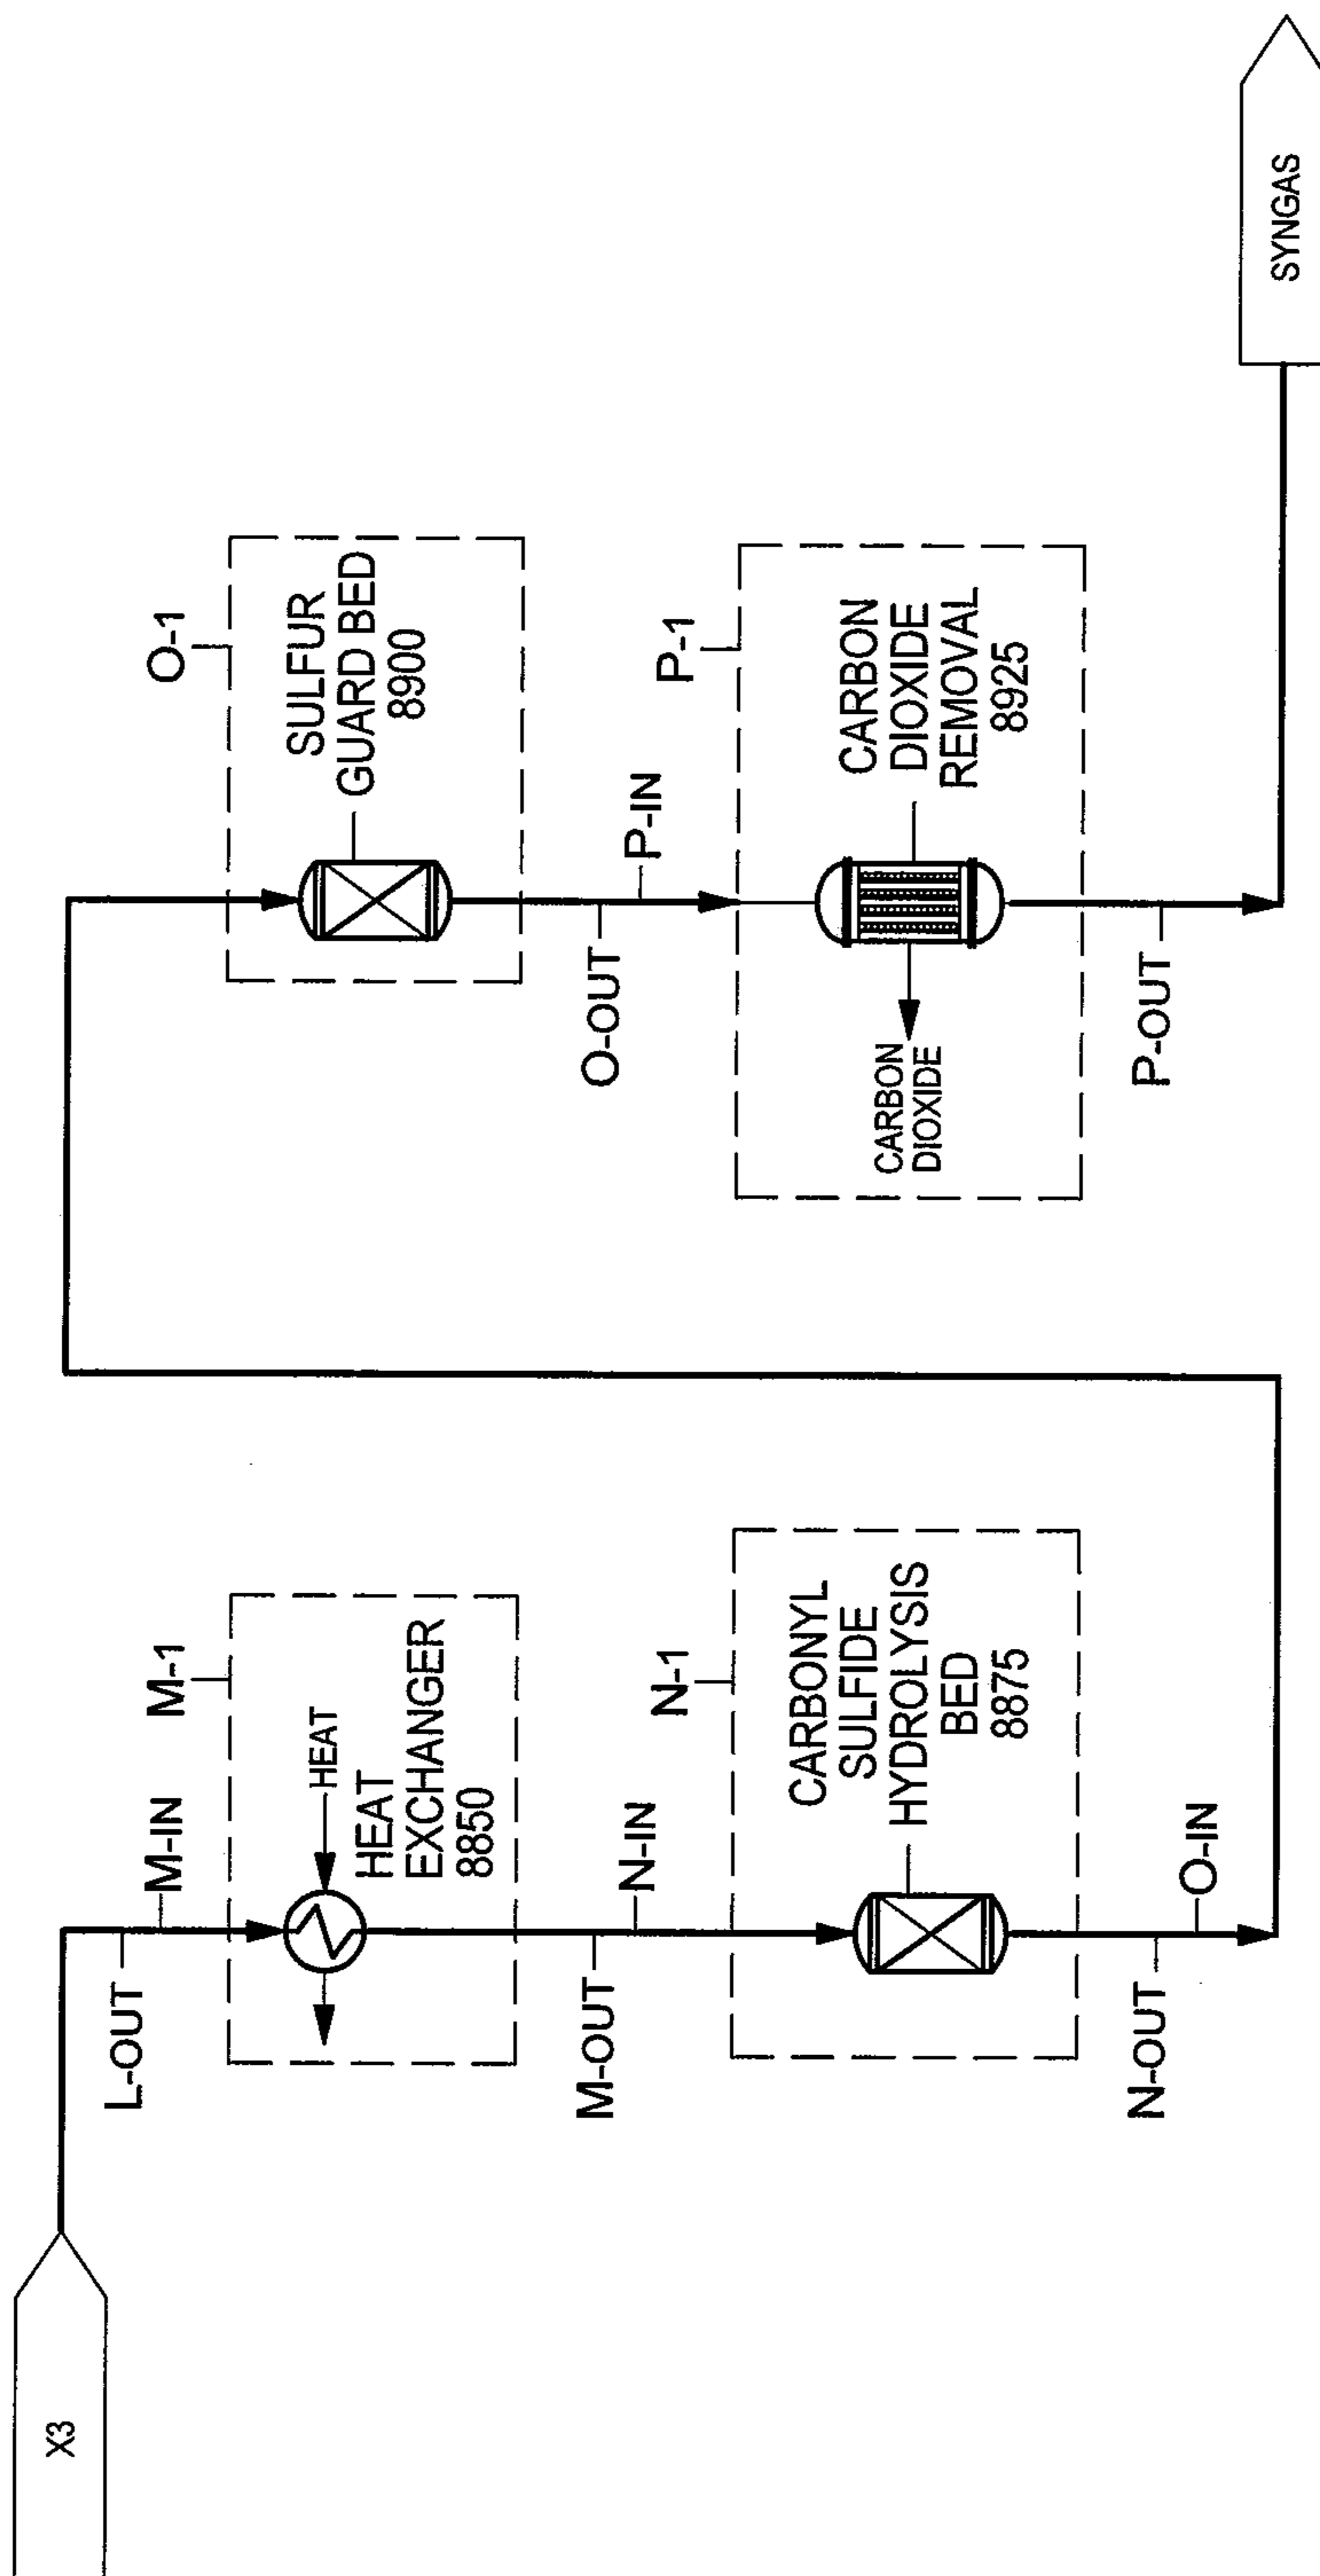 X3
L-OUT
M-IN
M-1
HEAT
HEAT
EXCHANGER
8850
M-OUT
N-IN
N-1
CARBONYL
SULFIDE
HYDROLYSIS
BED
8875
N-OUT
O-IN
O-1
SULFUR
GUARD BED
8900
O-OUT
P-IN
P-1
CARBON
DIOXIDE
REMOVAL
8925
CARBON
DIOXIDE
P-OUT
SYNGAS